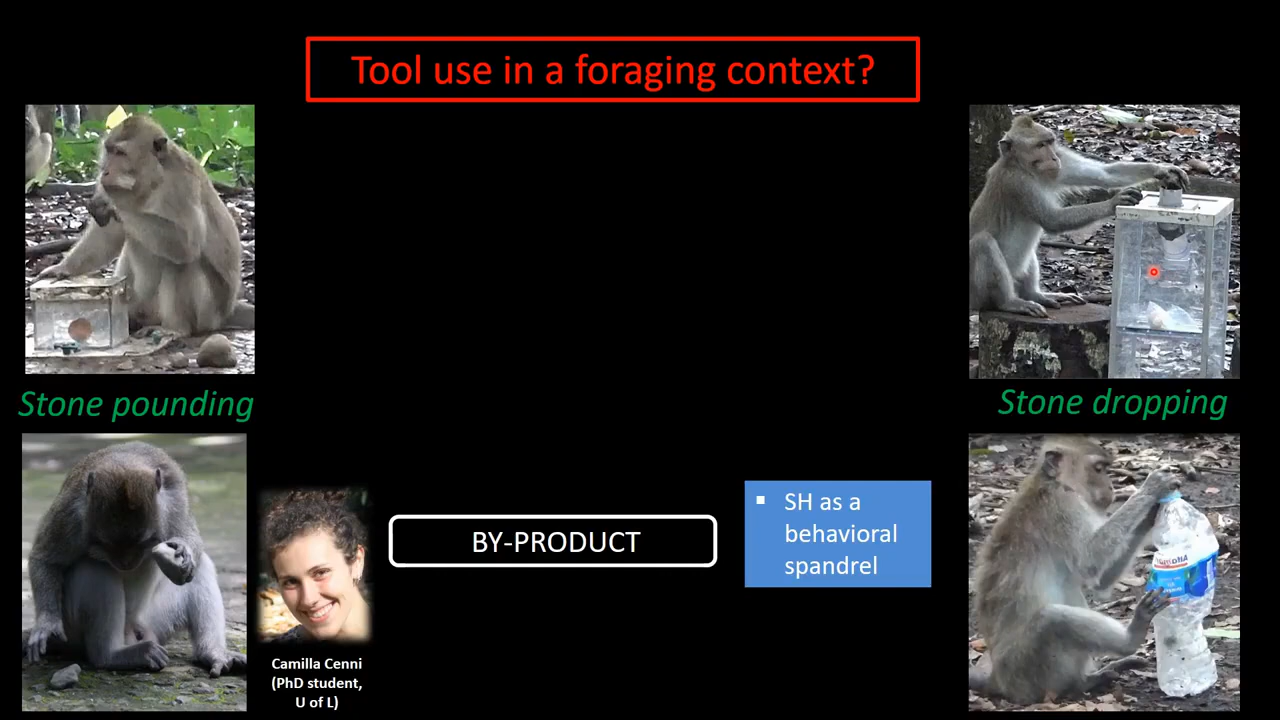 Tool use in a foraging context?
Stone pounding
Stone dropping
BY-PRODUCT
▪ SH as a
behavioral
spandrel
Camilla Cenni
(PhD student,
U of L)